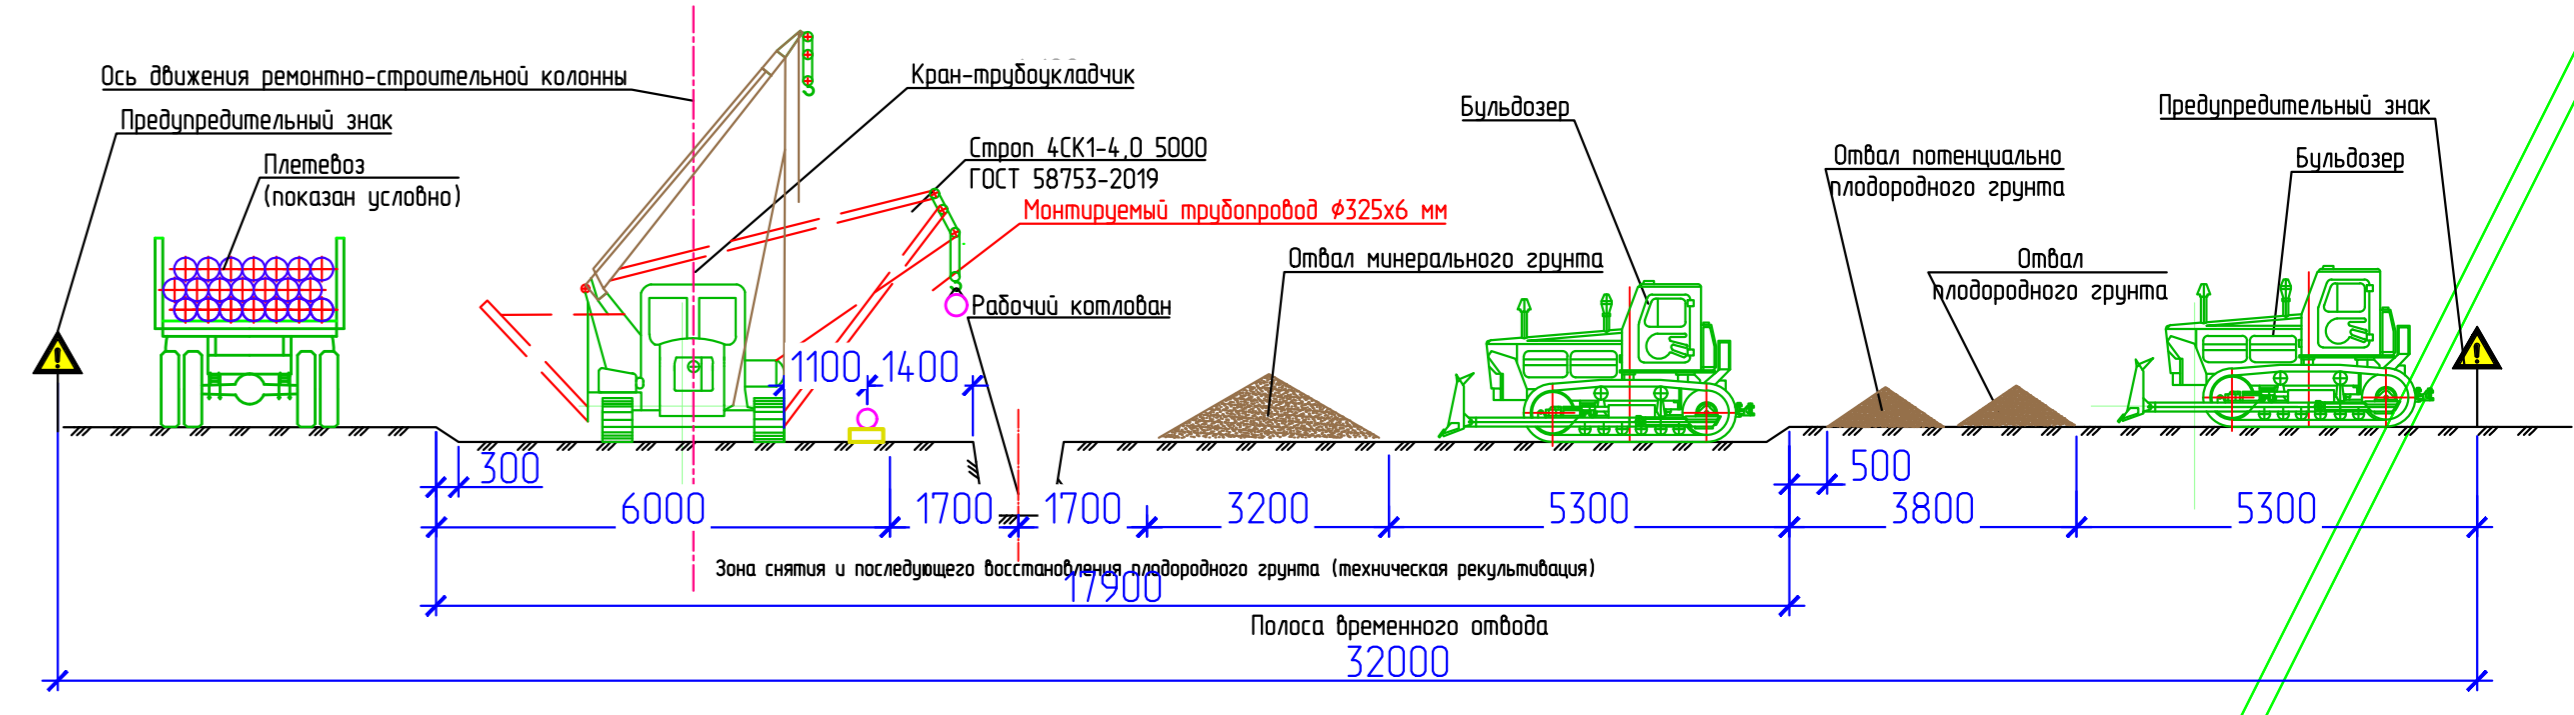 Ось движения ремонтно-строительной колонны
Предупредительный знак
Плетевоз
(показан условно)
Кран-трубоукладчик
Строп 4СК1-4,0 5000
ГОСТ 58753-2019
Монтируемый трубопровод ϕ325х6 мм
Рабочий котлован
Отвал минерального грунта
Бульдозер
Отвал потенциально
плодородного грунта
Отвал
плодородного грунта
Предупредительный знак
Бульдозер
1100
1400
300
6000
1700
1700
3200
5300
500
3800
5300
Зона снятия и последующего восстановления плодородного грунта (техническая рекультивация)
17900
Полоса временного отвода
32000